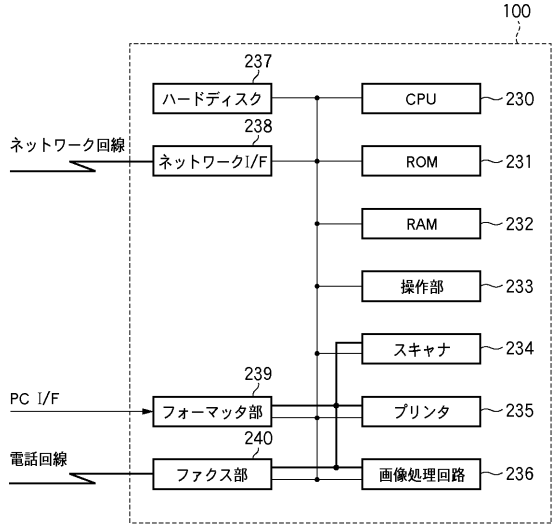 100
237
ハードディスク
CPU
230
238
ネットワーク回線
ネットワークI/F
ROM
231
RAM
232
操作部
233
スキャナ
234
239
PC I/F
フォーマッタ部
プリンタ
235
240
電話回線
ファクス部
画像処理回路
236